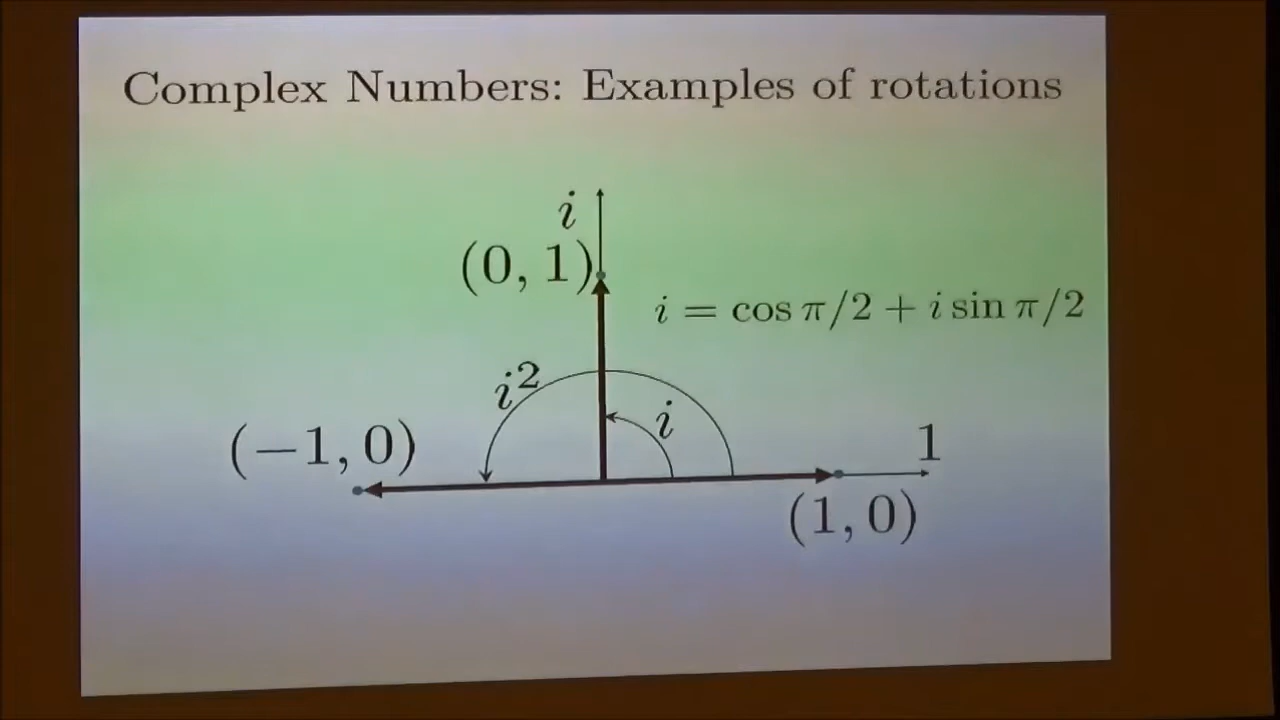 Complex Numbers: Examples of rotations
i
(0, 1)
i = cos π/2 + i sin π/2
i²
i
(−1, 0)
1
(1, 0)